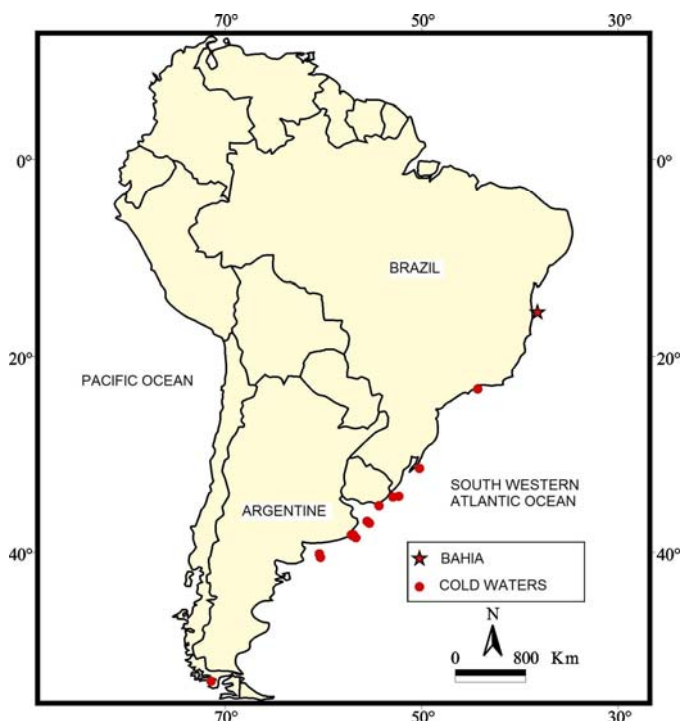 70° 50° 30°
0° 0°
BRAZIL
20° 20°
PACIFIC OCEAN
SOUTH WESTERN
ATLANTIC OCEAN
ARGENTINE
40° 40°
BAHIA
COLD WATERS
N
0 800 Km
70° 50° 30°